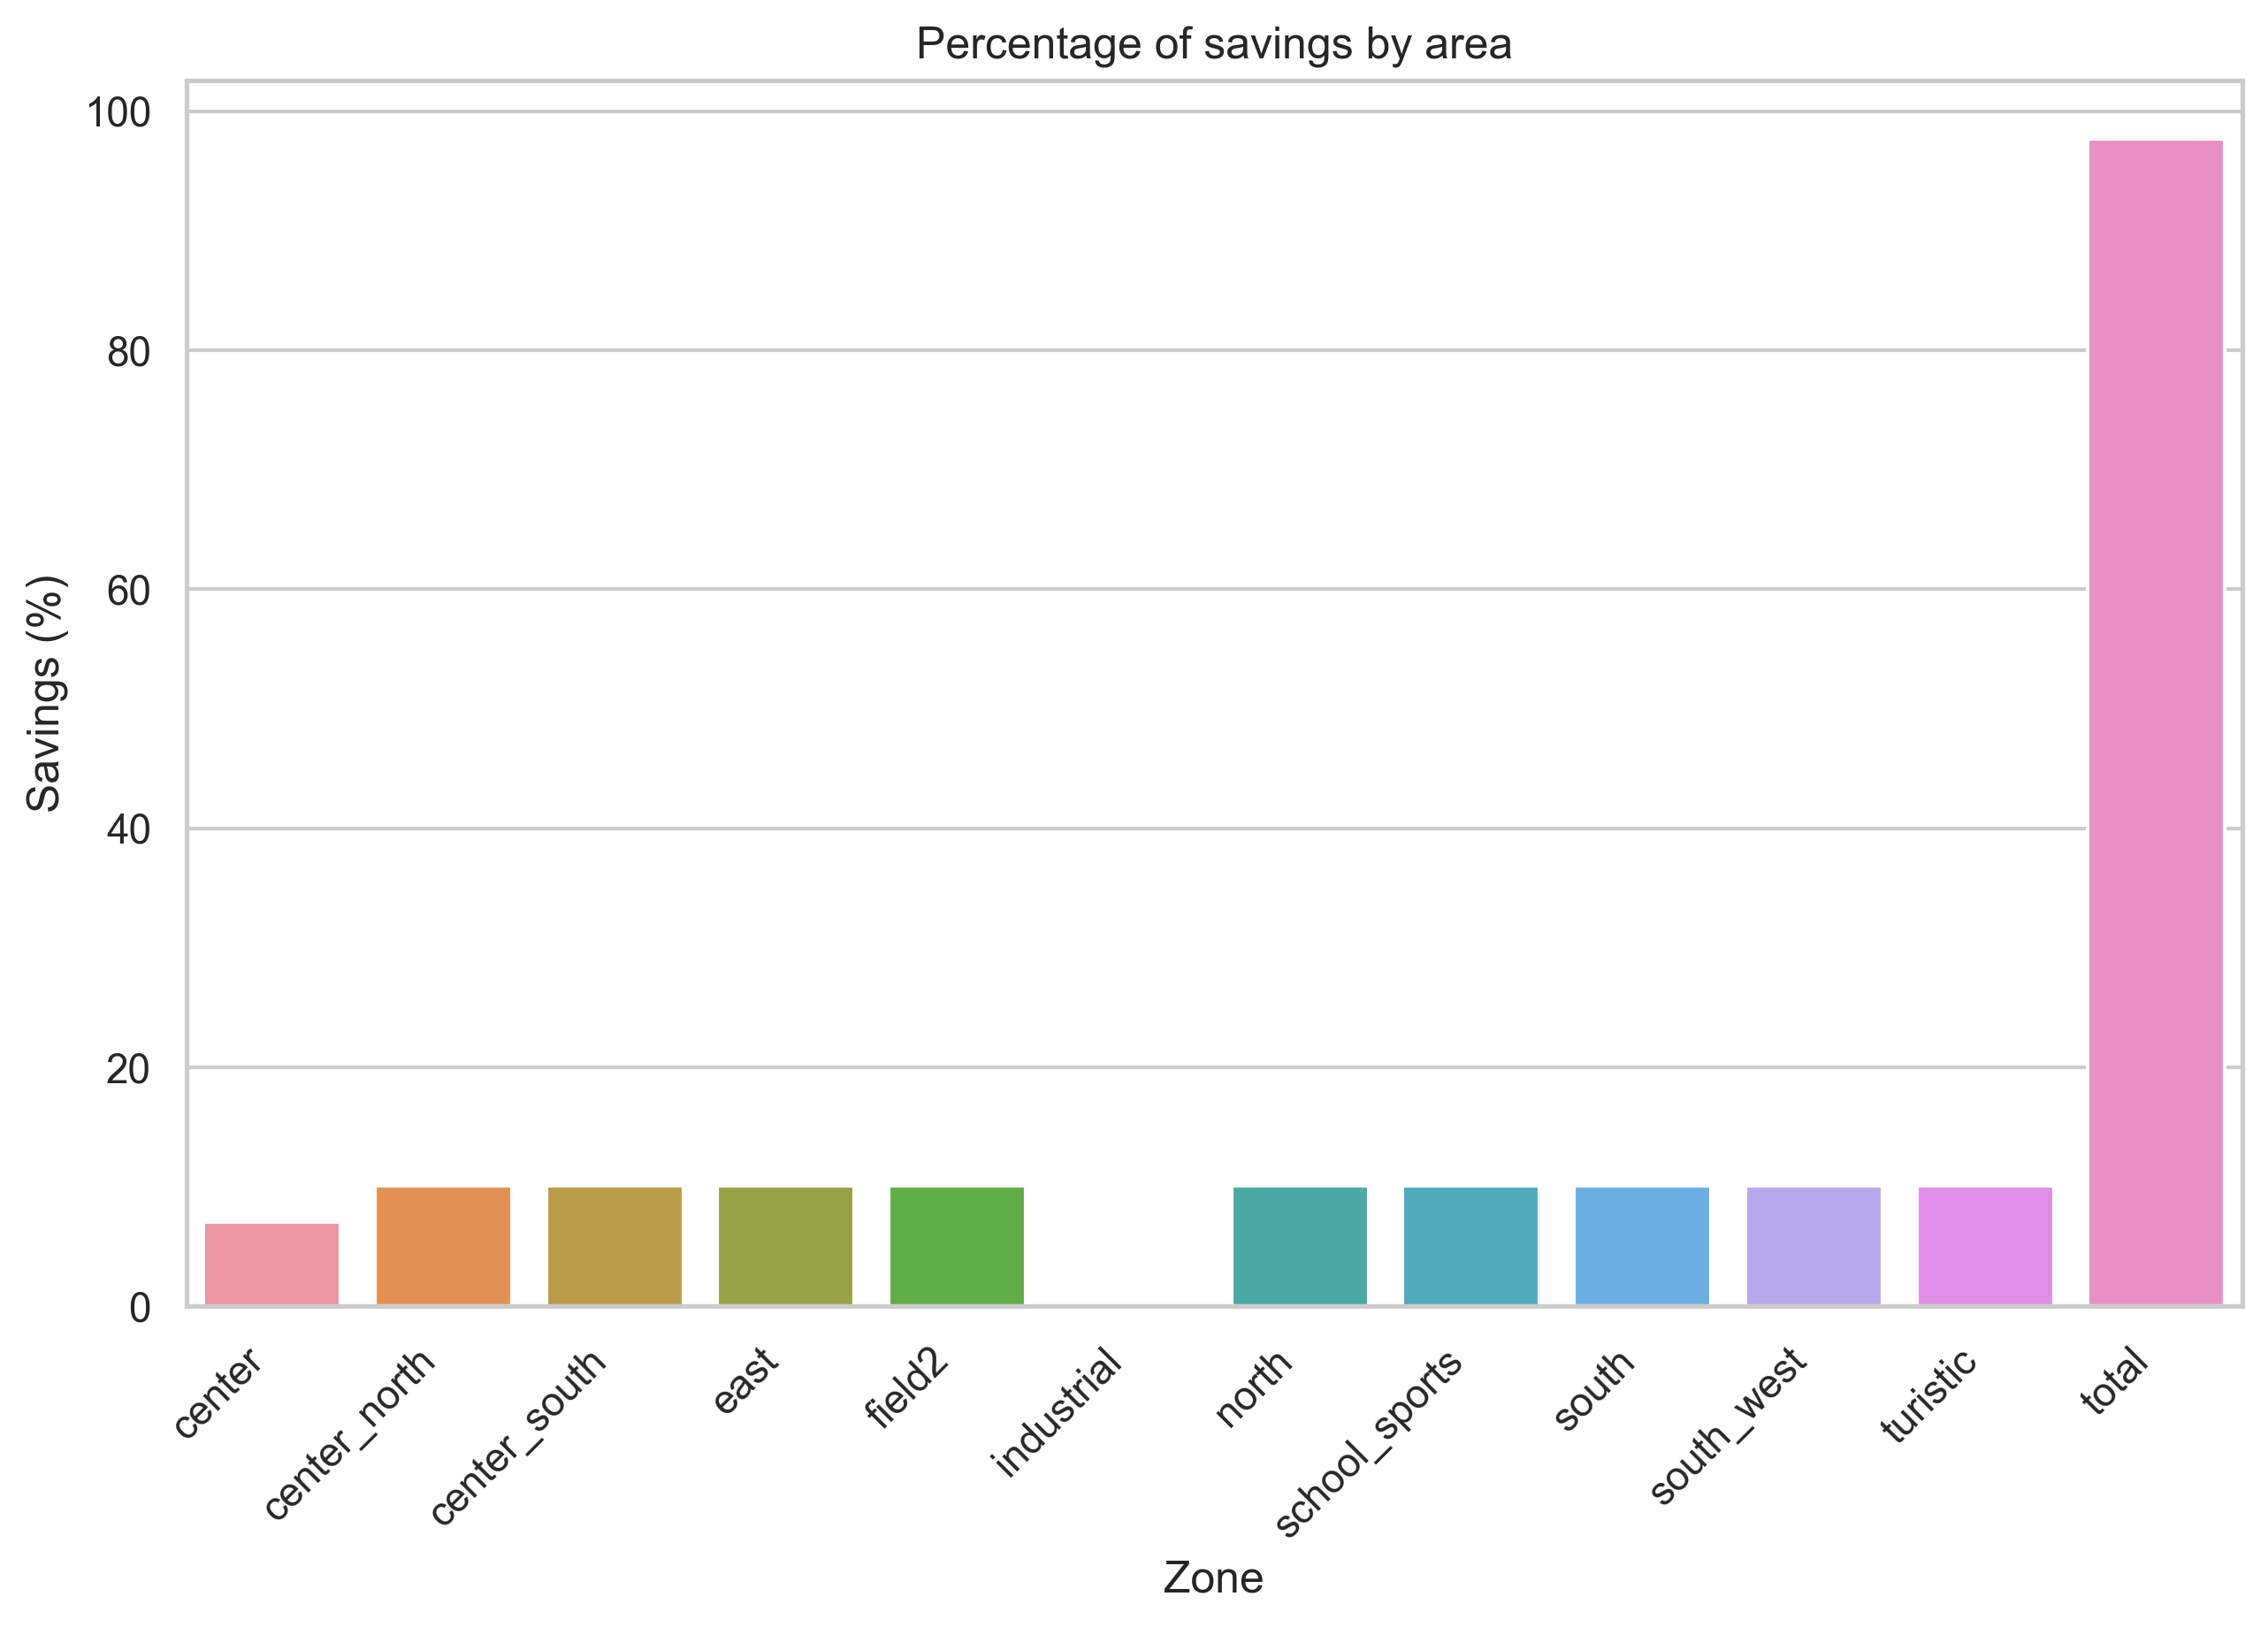 Percentage of savings by area
Savings (%)
100
80
60
40
20
0
center
center_north
center_south
east
field2
industrial
north
school_sports
south
south_west
turistic
total
Zone